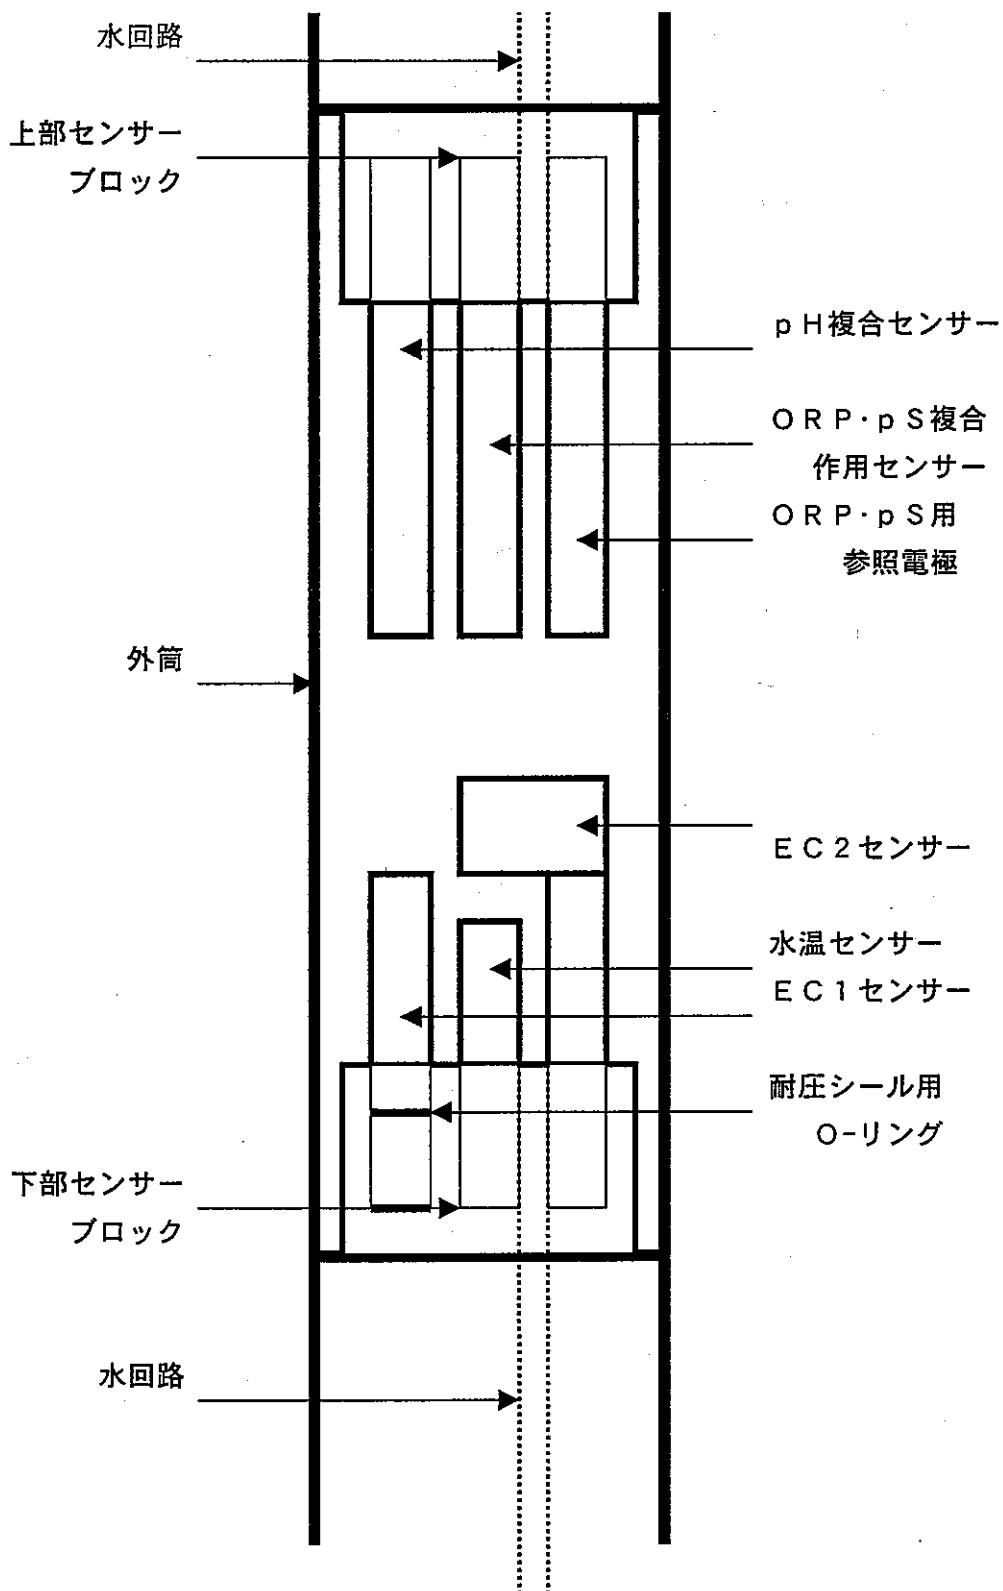 水回路
上部センサー
ブロック
pH複合センサー
ORP・pS複合
作用センサー
ORP・pS用
参照電極
外筒
EC2センサー
水温センサー
EC1センサー
耐圧シール用
O-リング
下部センサー
ブロック
水回路